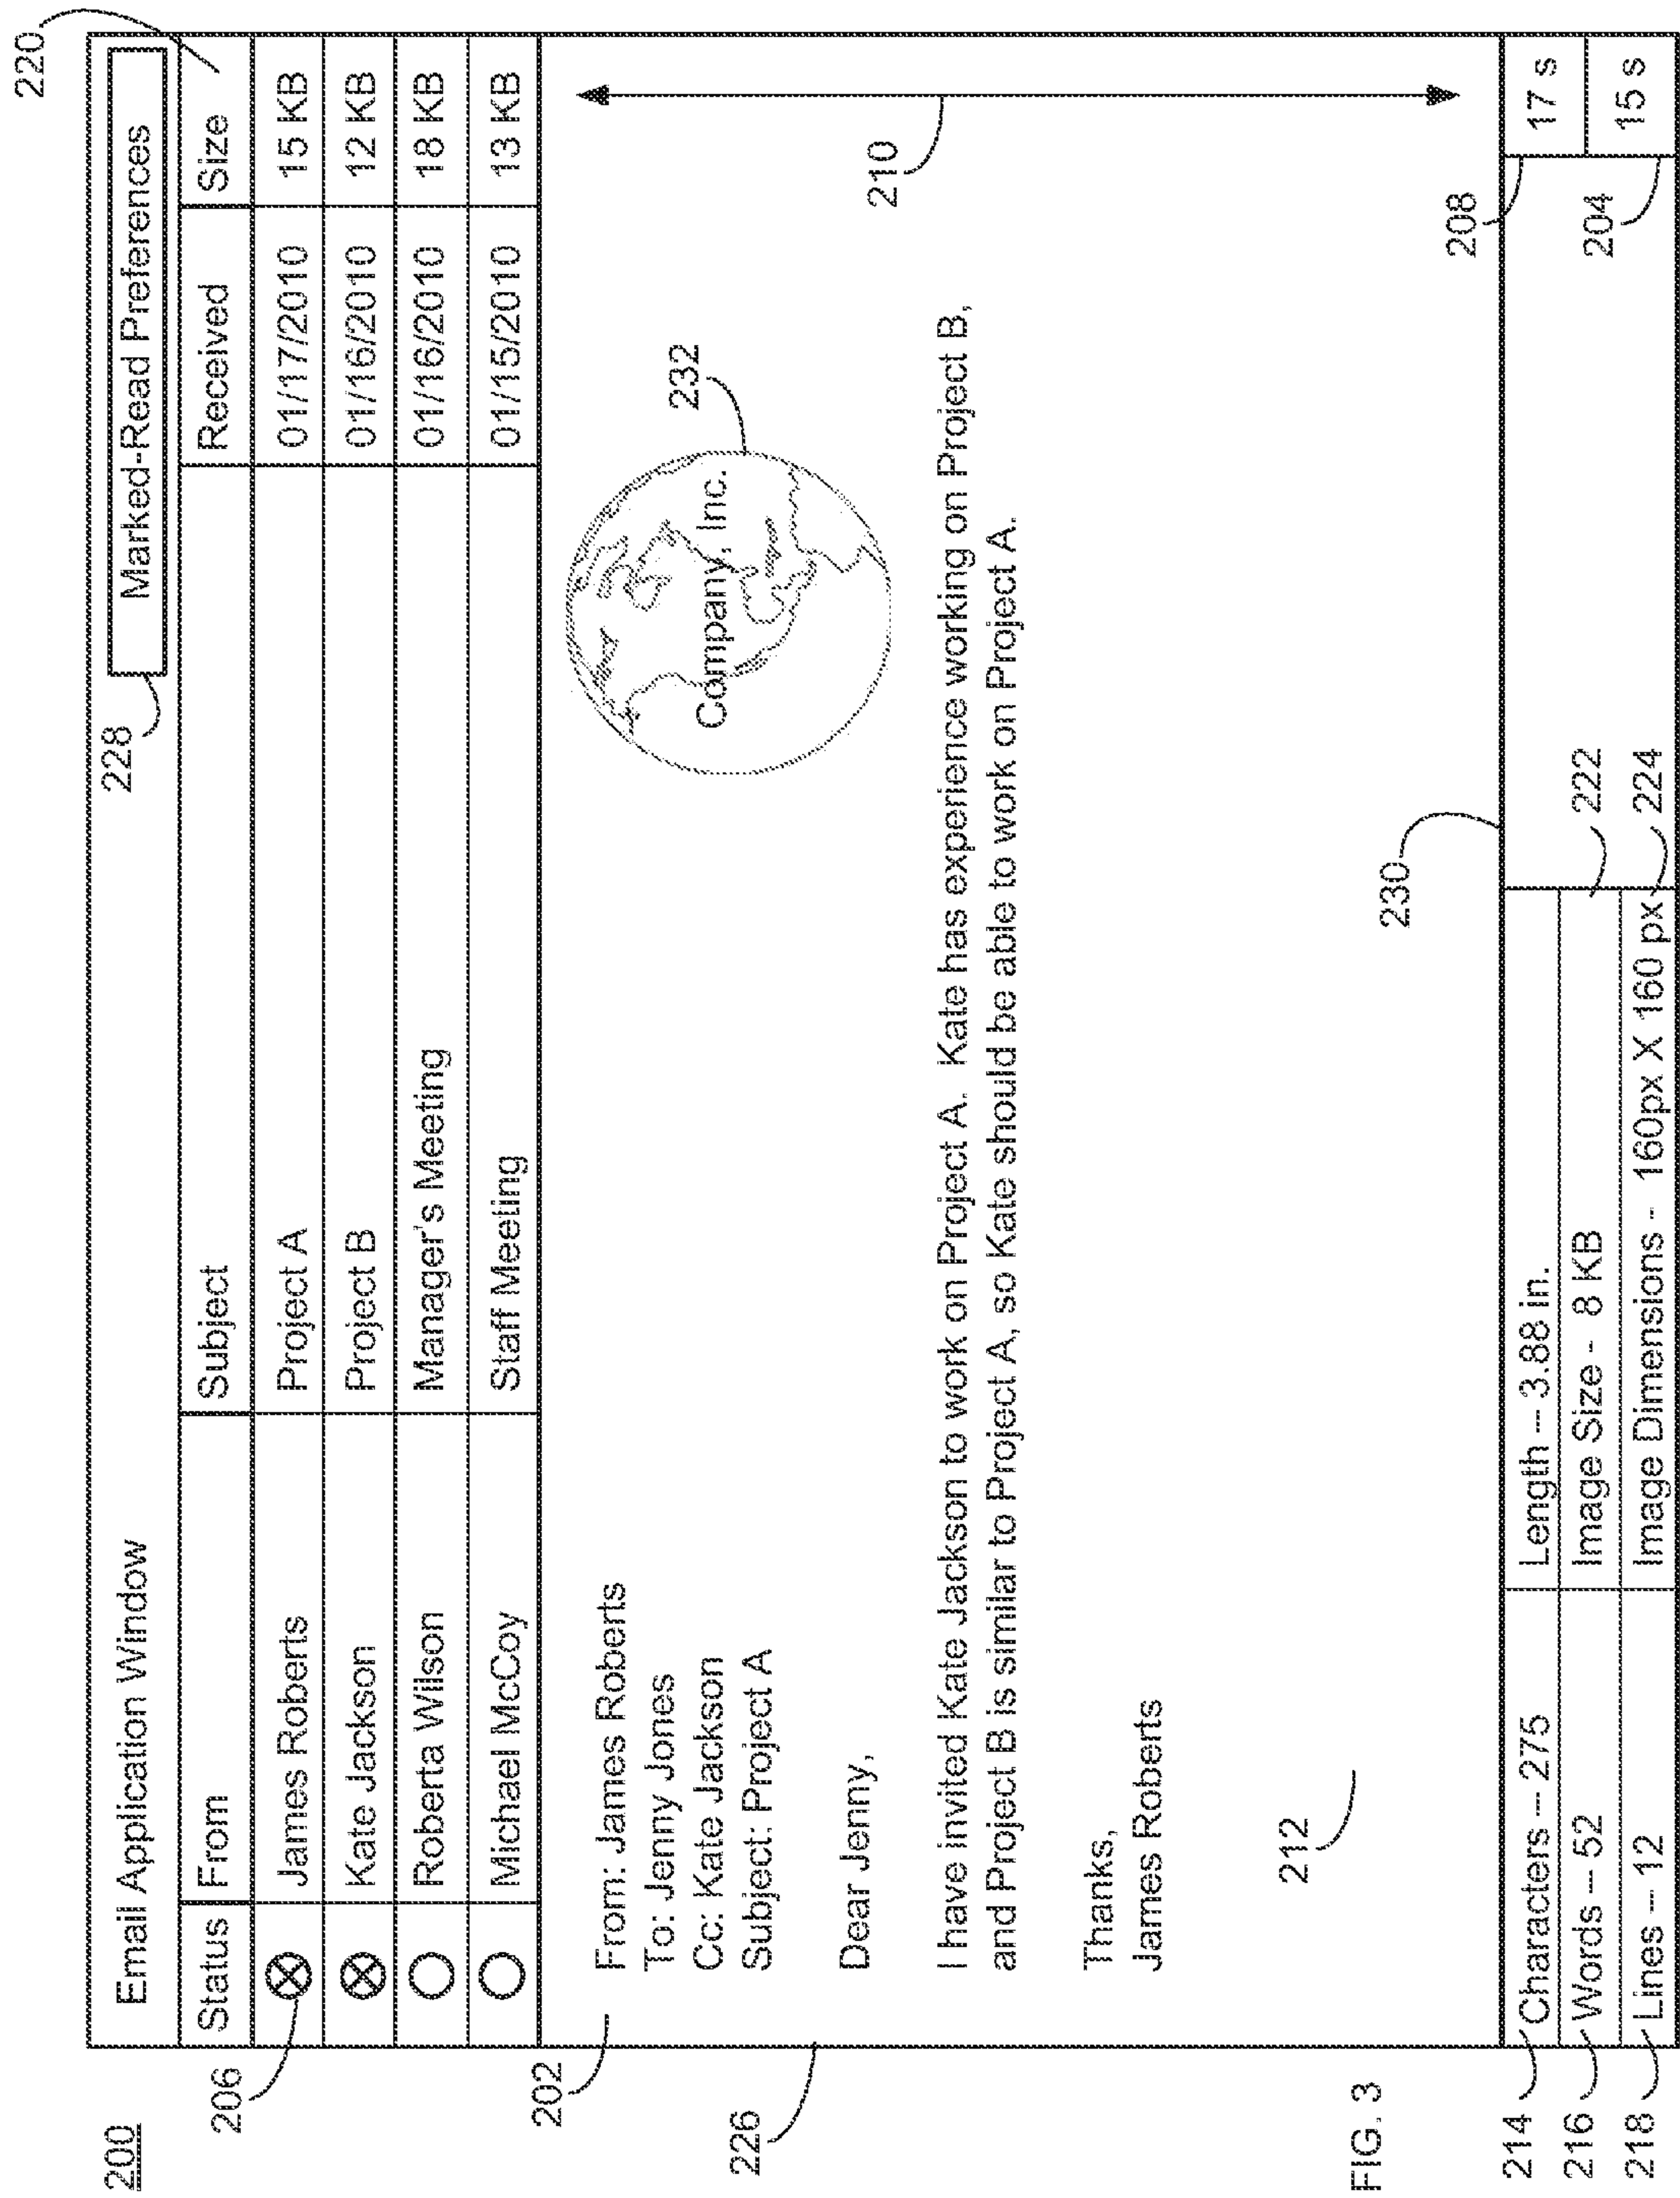 200
220
Email Application Window
228
Marked-Read Preferences
Status From Subject Received Size
206
James Roberts Project A 01/17/2010 15 KB
Kate Jackson Project B 01/16/2010 12 KB
Roberta Wilson Manager's Meeting 01/16/2010 18 KB
Michael McCoy Staff Meeting 01/15/2010 13 KB
202
From: James Roberts
To: Jenny Jones
Cc: Kate Jackson
Subject: Project A
232
Company, Inc.
226
Dear Jenny,
210
I have invited Kate Jackson to work on Project A. Kate has experience working on Project B,
and Project B is similar to Project A, so Kate should be able to work on Project A.
Thanks,
James Roberts
212
FIG. 3
230
208
214 Characters -- 275 Length -- 3.88 in. 17 s
216 Words -- 52 Image Size - 8 KB 222
204 15 s
218 Lines -- 12 Image Dimensions - 160px X 160 px 224